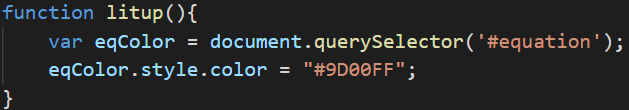 function litup(){
    var eqColor = document.querySelector('#equation');
    eqColor.style.color = "#9D00FF";
}